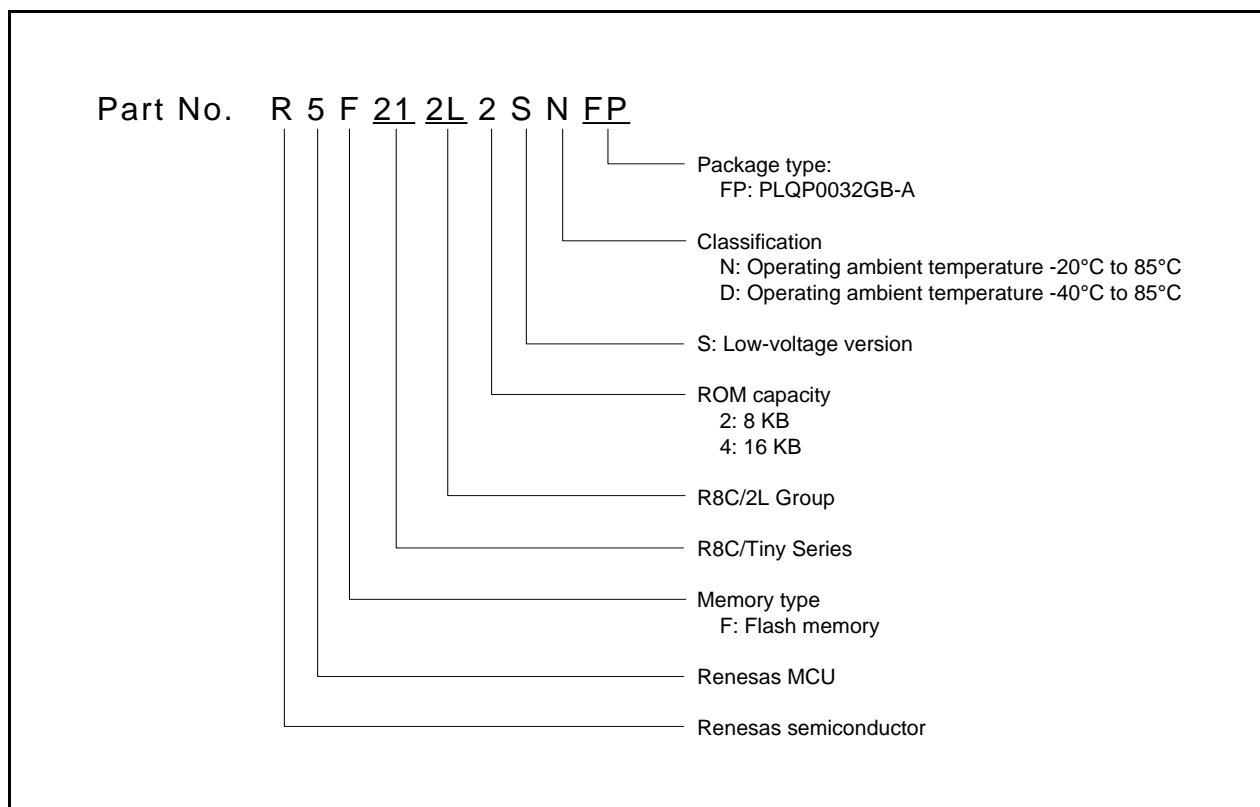 Part No. R 5 F 21 2L 2 S N FP
Package type:
FP: PLQP0032GB-A
Classification
N: Operating ambient temperature -20°C to 85°C
D: Operating ambient temperature -40°C to 85°C
S: Low-voltage version
ROM capacity
2: 8 KB
4: 16 KB
R8C/2L Group
R8C/Tiny Series
Memory type
F: Flash memory
Renesas MCU
Renesas semiconductor